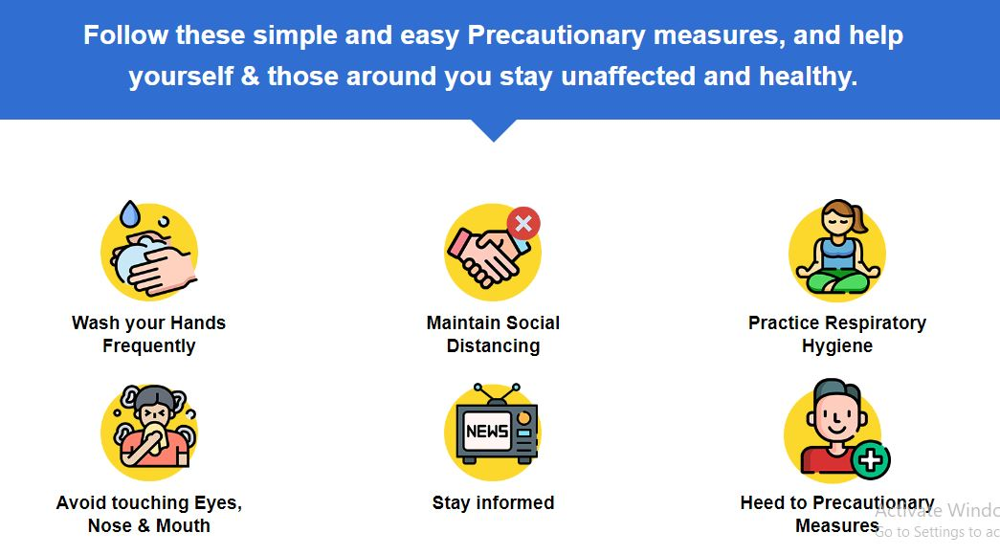 Follow these simple and easy Precautionary measures, and help
yourself & those around you stay unaffected and healthy.
Wash your Hands
Frequently
Maintain Social
Distancing
Practice Respiratory
Hygiene
NEWS
Avoid touching Eyes,
Nose & Mouth
Stay informed
Heed to Precautionary
Measures
Activate Windo
Go to Settings to ac